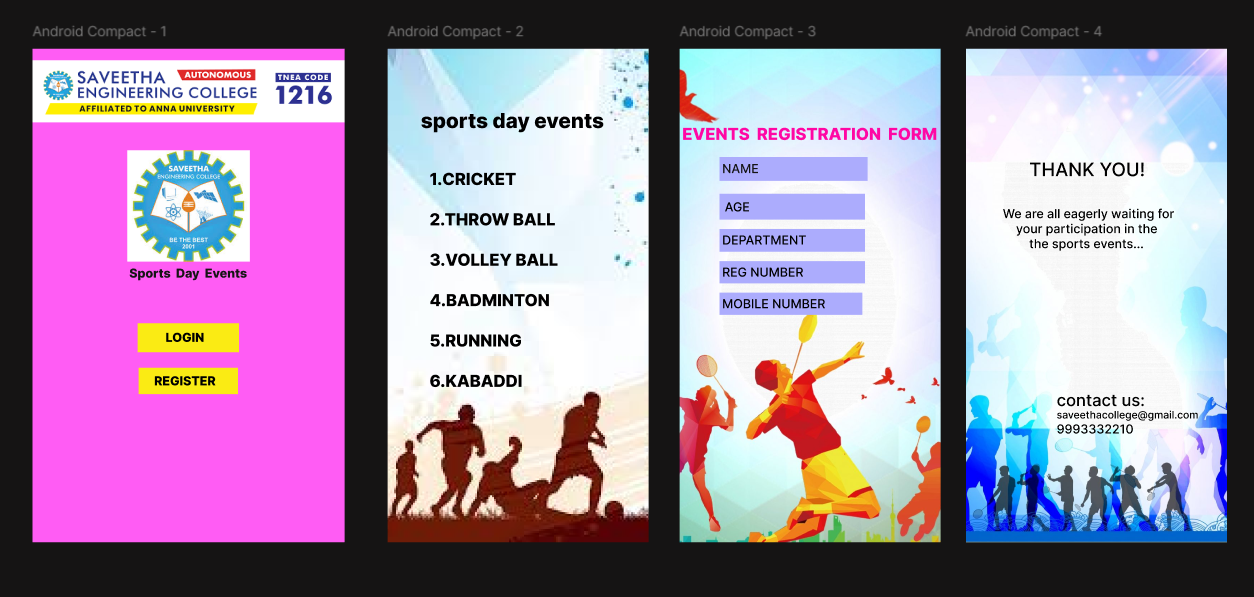 Android Compact - 1
SAVEETHA AUTONOMOUS
ENGINEERING COLLEGE
AFFILIATED TO ANNA UNIVERSITY
TNEA CODE
1216
SAVEETHA
ENGINEERING COLLEGE
BE THE BEST
2001
Sports Day Events
LOGIN
REGISTER
Android Compact - 2
sports day events
1.CRICKET
2.THROW BALL
3.VOLLEY BALL
4.BADMINTON
5.RUNNING
6.KABADDI
Android Compact - 3
EVENTS REGISTRATION FORM
NAME
AGE
DEPARTMENT
REG NUMBER
MOBILE NUMBER
Android Compact - 4
THANK YOU!
We are all eagerly waiting for
your participation in the
the sports events...
contact us:
saveethacollege@gmail.com
9993332210